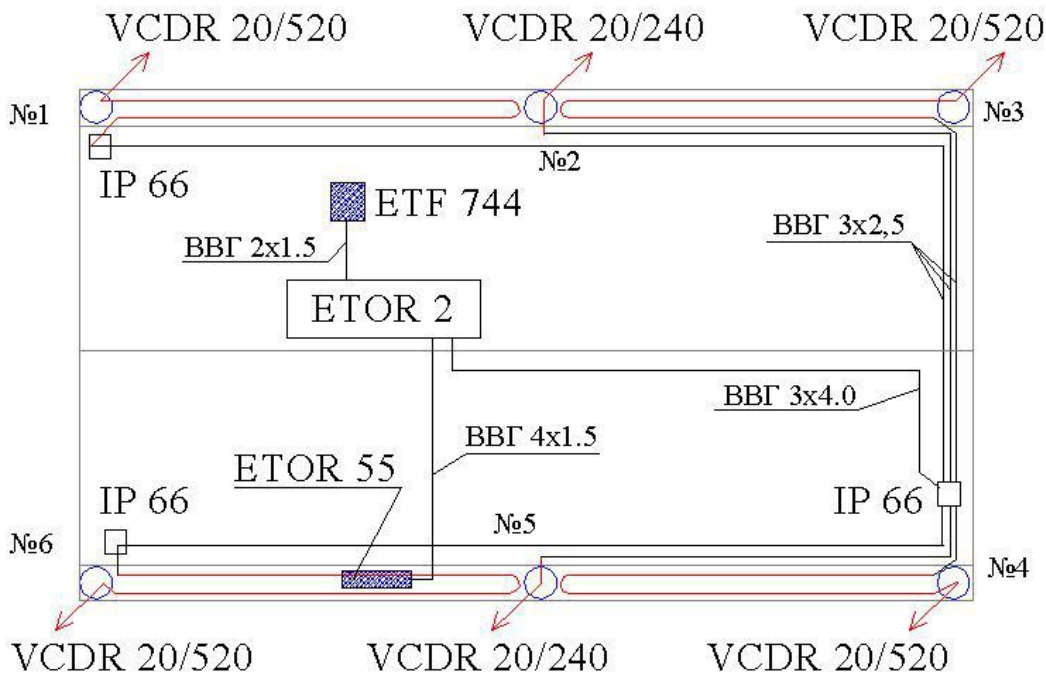 VCDR 20/520
VCDR 20/240
VCDR 20/520
№1
№3
№2
IP 66
ETF 744
ВВГ 3х2,5
ВВГ 2х1.5
ETOR 2
ВВГ 3х4.0
ВВГ 4х1.5
ETOR 55
IP 66
IP 66
№5
№6
№4
VCDR 20/520
VCDR 20/240
VCDR 20/520